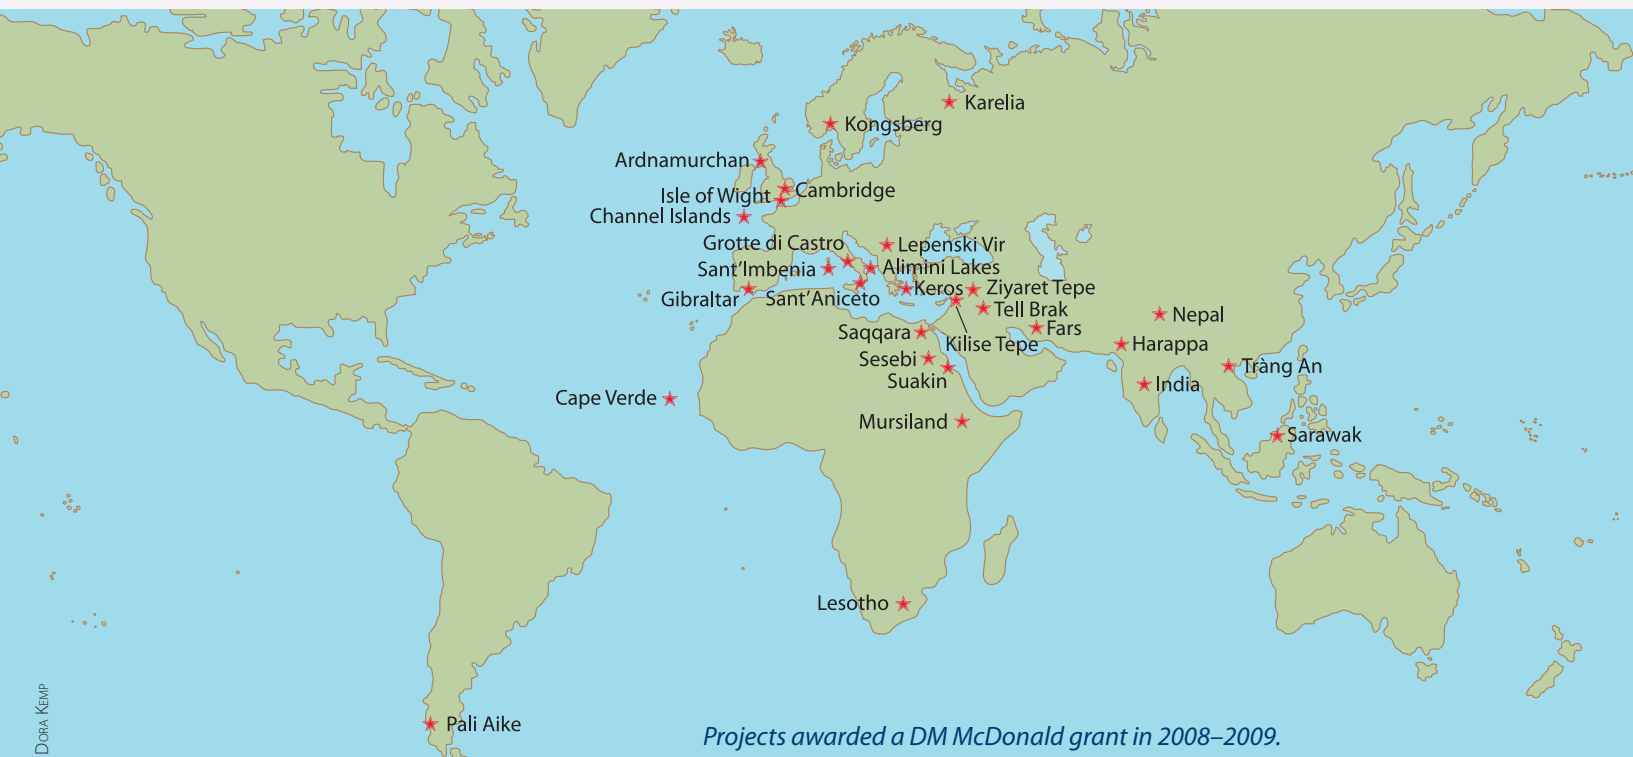 Karelia
Kongsberg
Ardnamurchan
Cambridge
Isle of Wight
Channel Islands
Grotte di Castro
Lepenski Vir
Sant’Imbenia
Alimini Lakes
Gibraltar
Sant’Aniceto
Keros
Ziyaret Tepe
Tell Brak
Nepal
Saqqara
Fars
Kilise Tepe
Harappa
Sesebi
Tràng An
Suakin
India
Cape Verde
Mursiland
Sarawak
Lesotho
Pali Aike
Dora Kemp
Projects awarded a DM McDonald grant in 2008–2009.